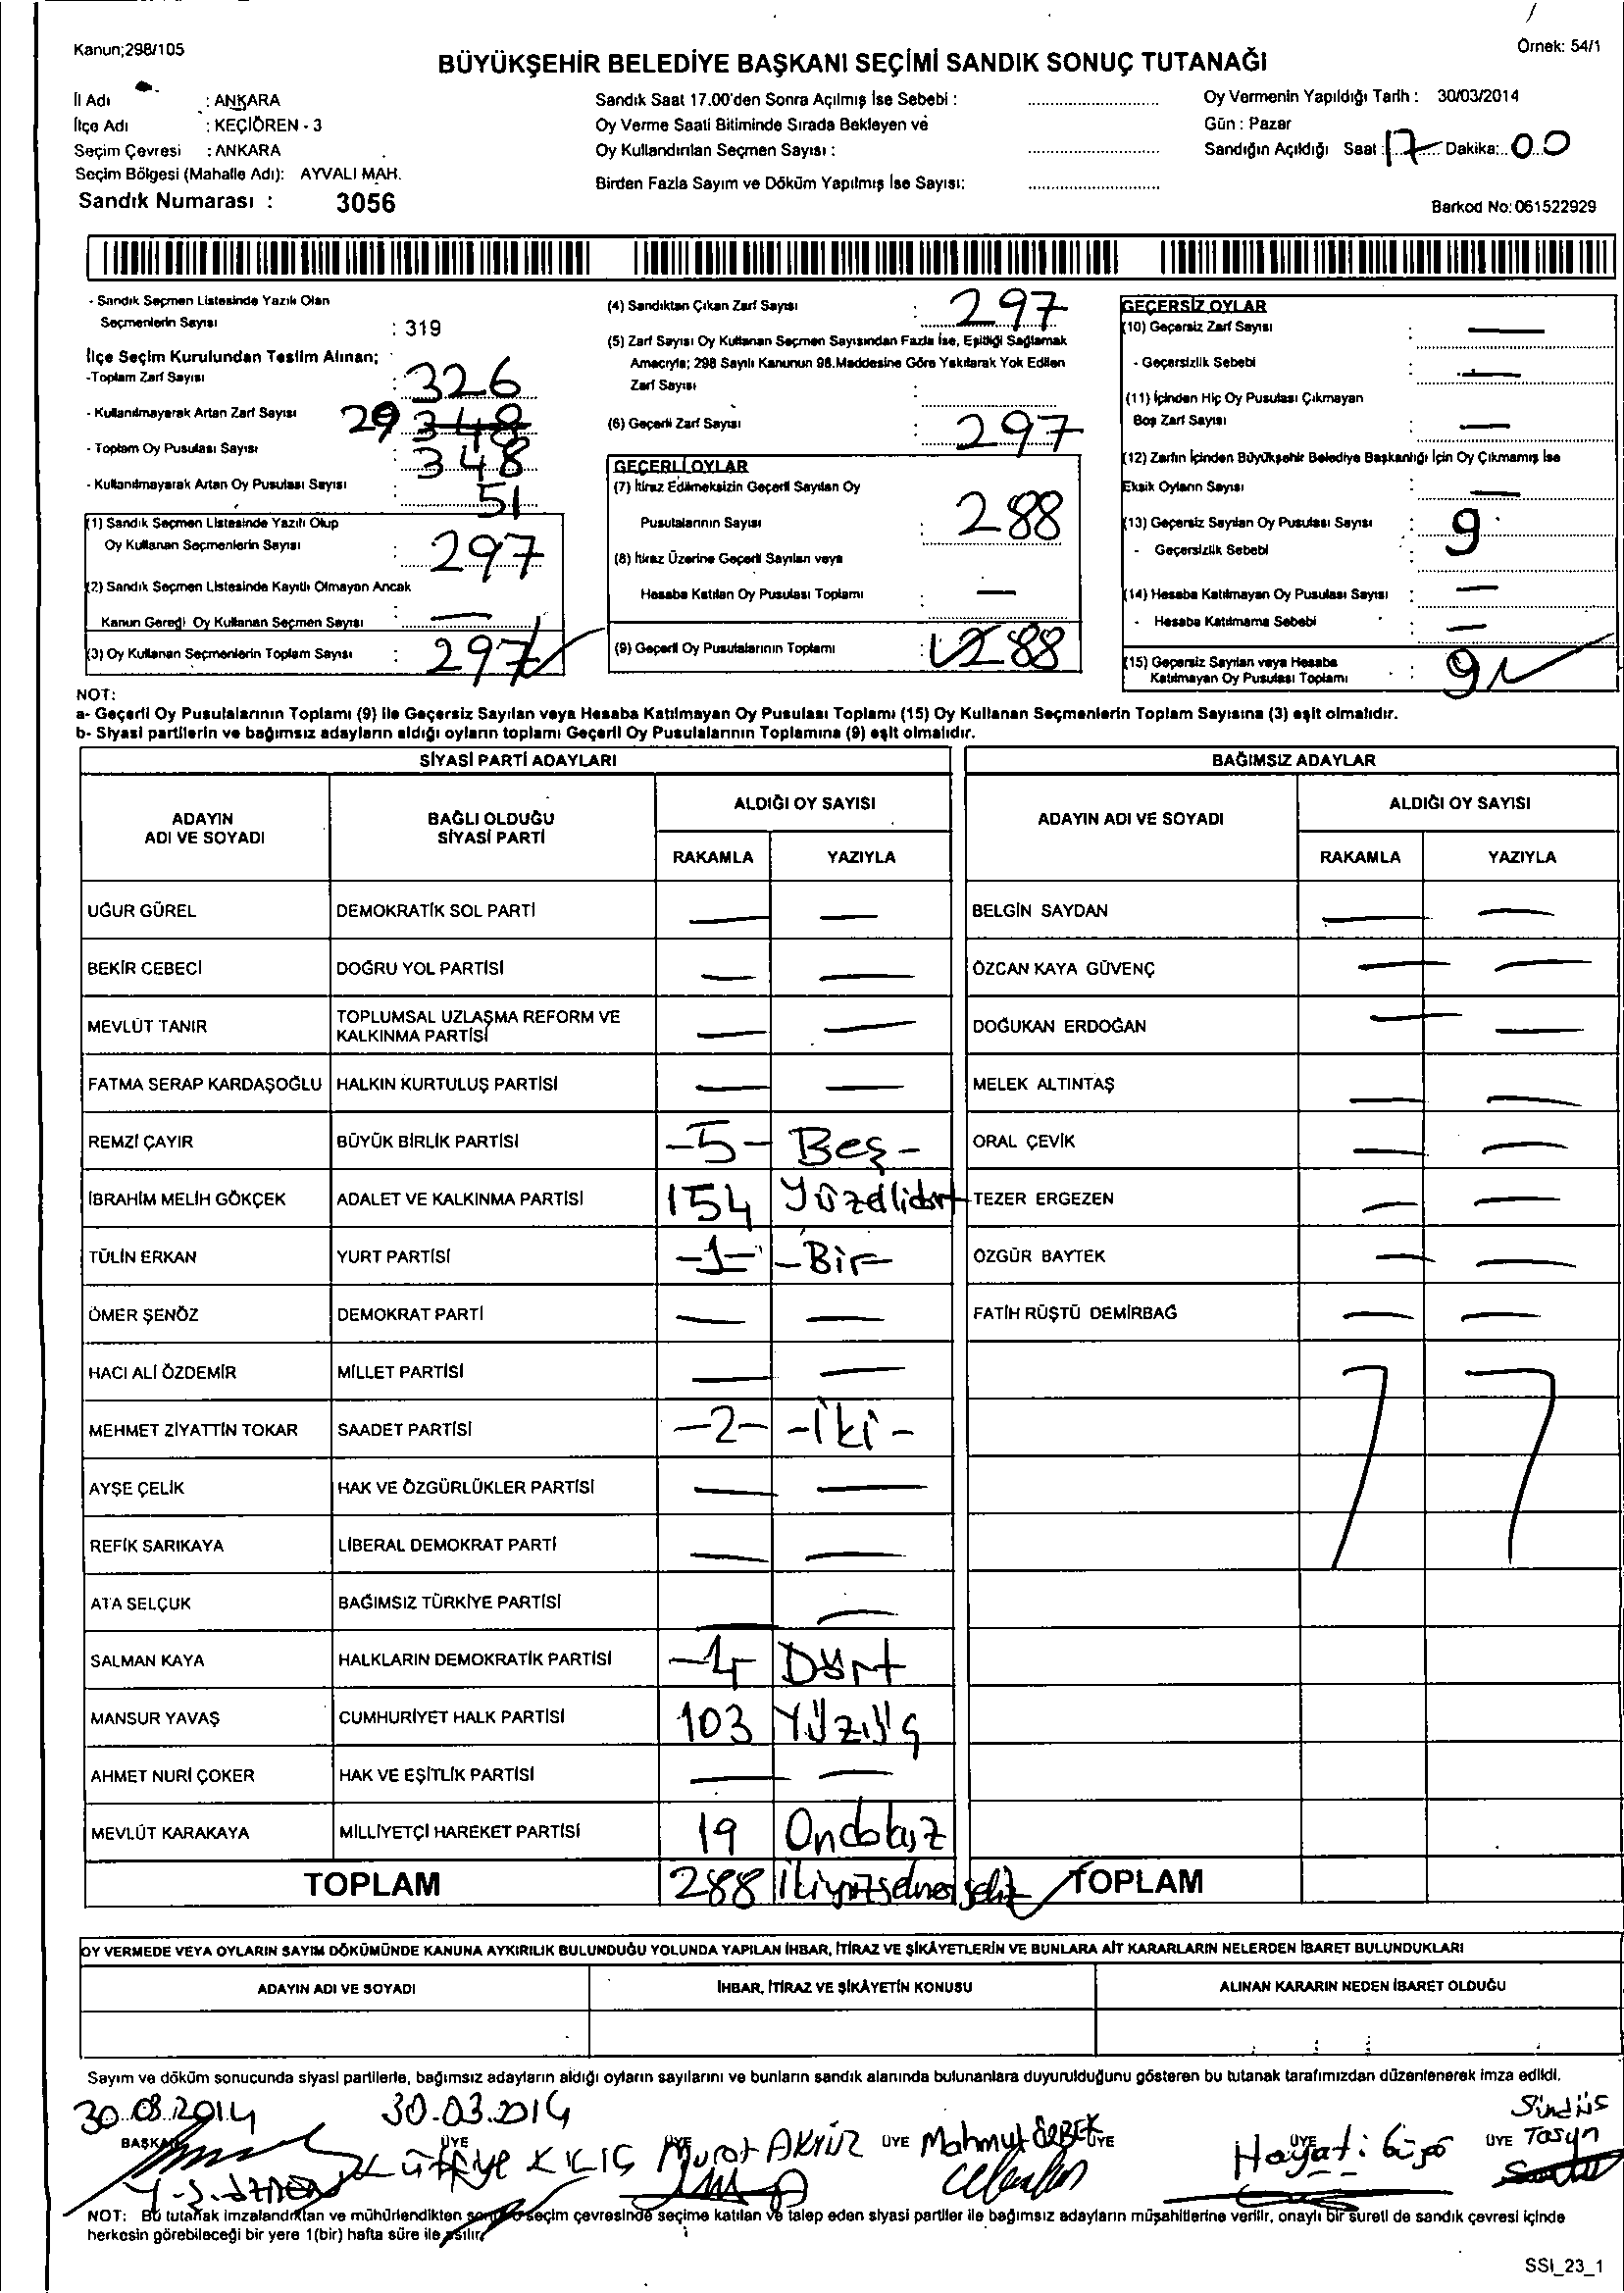 Kanun;298/105
Örnek: 54/1
BÜYÜKŞEHİR BELEDİYE BAŞKANI SEÇİMİ SANDIK SONUÇ TUTANAĞI
İl Adı : ANKARA
İlçe Adı : KEÇİÖREN - 3
Seçim Çevresi : ANKARA
Seçim Bölgesi (Mahalle Adı): AYVALI MAH.
Sandık Numarası : 3056
Sandık Saat 17.00'den Sonra Açılmış İse Sebebi :
Oy Verme Saati Bitiminde Sırada Bekleyen ve
Oy Kullandırılan Seçmen Sayısı :
Birden Fazla Sayım ve Döküm Yapılmış İse Sayısı:
Oy Vermenin Yapıldığı Tarih : 30/03/2014
Gün : Pazar
Sandığın Açıldığı Saat : 17 Dakika: 00
Barkod No: 061522929
- Sandık Seçmen Listesinde Yazılı Olan
Seçmenlerin Sayısı : 319
İlçe Seçim Kurulundan Teslim Alınan;
-Toplam Zarf Sayısı : 326
- Kullanılmayarak Artan Zarf Sayısı 29 348
- Toplam Oy Pusulası Sayısı : 348
- Kullanılmayarak Artan Oy Pusulası Sayısı : 51
(1) Sandık Seçmen Listesinde Yazılı Olup
Oy Kullanan Seçmenlerin Sayısı : 297
(2) Sandık Seçmen Listesinde Kayıtlı Olmayan Ancak
Kanun Gereği Oy Kullanan Seçmen Sayısı : —
(3) Oy Kullanan Seçmenlerin Toplam Sayısı : 297
(4) Sandıktan Çıkan Zarf Sayısı : 297
(5) Zarf Sayısı Oy Kullanan Seçmen Sayısından Fazla İse, Eşitliği Sağlamak
Amacıyla; 298 Sayılı Kanunun 98.Maddesine Göre Yakılarak Yok Edilen
Zarf Sayısı :
(6) Geçerli Zarf Sayısı : 297
GEÇERLİ OYLAR
(7) İtiraz Edilmeksizin Geçerli Sayılan Oy
Pusulalarının Sayısı : 288
(8) İtiraz Üzerine Geçerli Sayılan veya
Hesaba Katılan Oy Pusulası Toplamı : —
(9) Geçerli Oy Pusulalarının Toplamı : 288
GEÇERSİZ OYLAR
(10) Geçersiz Zarf Sayısı : —
- Geçersizlik Sebebi : —
(11) İçinden Hiç Oy Pusulası Çıkmayan
Boş Zarf Sayısı : —
(12) Zarfın İçinden Büyükşehir Belediye Başkanlığı İçin Oy Çıkmamış İse
Eksik Oyların Sayısı : —
(13) Geçersiz Sayılan Oy Pusulası Sayısı : 9
- Geçersizlik Sebebi :
(14) Hesaba Katılmayan Oy Pusulası Sayısı : —
- Hesaba Katılmama Sebebi : —
(15) Geçersiz Sayılan veya Hesaba
Katılmayan Oy Pusulası Toplamı : 9
NOT:
a- Geçerli Oy Pusulalarının Toplamı (9) ile Geçersiz Sayılan veya Hesaba Katılmayan Oy Pusulası Toplamı (15) Oy Kullanan Seçmenlerin Toplam Sayısına (3) eşit olmalıdır.
b- Siyasi partilerin ve bağımsız adayların aldığı oyların toplamı Geçerli Oy Pusulalarının Toplamına (9) eşit olmalıdır.
SİYASİ PARTİ ADAYLARI
BAĞIMSIZ ADAYLAR
ADAYIN ADI VE SOYADI
BAĞLI OLDUĞU SİYASİ PARTİ
ALDIĞI OY SAYISI
RAKAMLA YAZIYLA
ADAYIN ADI VE SOYADI
ALDIĞI OY SAYISI
RAKAMLA YAZIYLA
UĞUR GÜREL DEMOKRATİK SOL PARTİ — — BELGİN SAYDAN — —
BEKİR CEBECİ DOĞRU YOL PARTİSİ — — ÖZCAN KAYA GÜVENÇ — —
MEVLÜT TANIR TOPLUMSAL UZLAŞMA REFORM VE KALKINMA PARTİSİ — — DOĞUKAN ERDOĞAN — —
FATMA SERAP KARDAŞOĞLU HALKIN KURTULUŞ PARTİSİ — — MELEK ALTINTAŞ — —
REMZİ ÇAYIR BÜYÜK BİRLİK PARTİSİ -5- Beş - ORAL ÇEVİK — —
İBRAHİM MELİH GÖKÇEK ADALET VE KALKINMA PARTİSİ 154 Yüzellidört TEZER ERGEZEN — —
TÜLİN ERKAN YURT PARTİSİ -1- -Bir- ÖZGÜR BAYTEK — —
ÖMER ŞENÖZ DEMOKRAT PARTİ — — FATİH RÜŞTÜ DEMİRBAĞ — —
HACI ALİ ÖZDEMİR MİLLET PARTİSİ — —
MEHMET ZİYATTİN TOKAR SAADET PARTİSİ -2- -iki-
AYŞE ÇELİK HAK VE ÖZGÜRLÜKLER PARTİSİ — —
REFİK SARIKAYA LİBERAL DEMOKRAT PARTİ — —
ATA SELÇUK BAĞIMSIZ TÜRKİYE PARTİSİ — —
SALMAN KAYA HALKLARIN DEMOKRATİK PARTİSİ -4 Dört
MANSUR YAVAŞ CUMHURİYET HALK PARTİSİ 103 Yüzüç
AHMET NURİ ÇOKER HAK VE EŞİTLİK PARTİSİ — —
MEVLÜT KARAKAYA MİLLİYETÇİ HAREKET PARTİSİ 19 Ondokuz
TOPLAM 288 ikiyüzseksensekiz TOPLAM
OY VERMEDE VEYA OYLARIN SAYIM DÖKÜMÜNDE KANUNA AYKIRILIK BULUNDUĞU YOLUNDA YAPILAN İHBAR, İTİRAZ VE ŞİKÂYETLERİN VE BUNLARA AİT KARARLARIN NELERDEN İBARET BULUNDUKLARI
ADAYIN ADI VE SOYADI İHBAR, İTİRAZ VE ŞİKÂYETİN KONUSU ALINAN KARARIN NEDEN İBARET OLDUĞU
Sayım ve döküm sonucunda siyasi partilerle, bağımsız adayların aldığı oyların sayılarını ve bunların sandık alanında bulunanlara duyurulduğunu gösteren bu tutanak tarafımızdan düzenlenerek imza edildi.
30.03.2014 30.03.2014
BAŞKAN ÜYE Lütfiye KILIÇ ÜYE Murat AKYÜZ ÜYE Mahmut ÜYE Hayati ÜYE
NOT: Bu tutanak imzalandıktan ve mühürlendikten sonra seçim çevresinde seçime katılan ve talep eden siyasi partiler ile bağımsız adayların müşahitlerine verilir, onaylı bir sureti de sandık çevresi içinde
herkesin görebileceği bir yere 1(bir) hafta süre ile asılır.
SSI_23_1